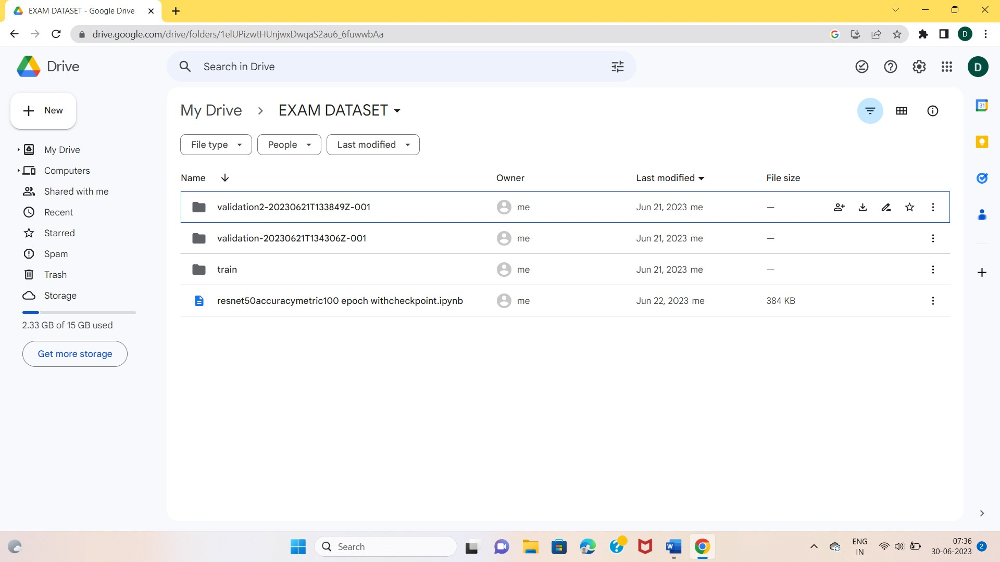 EXAM DATASET - Google Drive
drive.google.com/drive/folders/1elUPizwtHUnjwxDwqaS2au6_6fuwwbAa
D
Drive
Search in Drive
D
New
My Drive
Computers
Shared with me
Recent
Starred
Spam
Trash
Storage
2.33 GB of 15 GB used
Get more storage
My Drive > EXAM DATASET
File type People Last modified
Name Owner Last modified File size
validation2-20230621T133849Z-001 me Jun 21, 2023 me —
validation-20230621T134306Z-001 me Jun 21, 2023 me —
train me Jun 21, 2023 me —
resnet50accuracymetric100 epoch withcheckpoint.ipynb me Jun 22, 2023 me 384 KB
31
Search
W
ENG
IN
07:36
30-06-2023
2